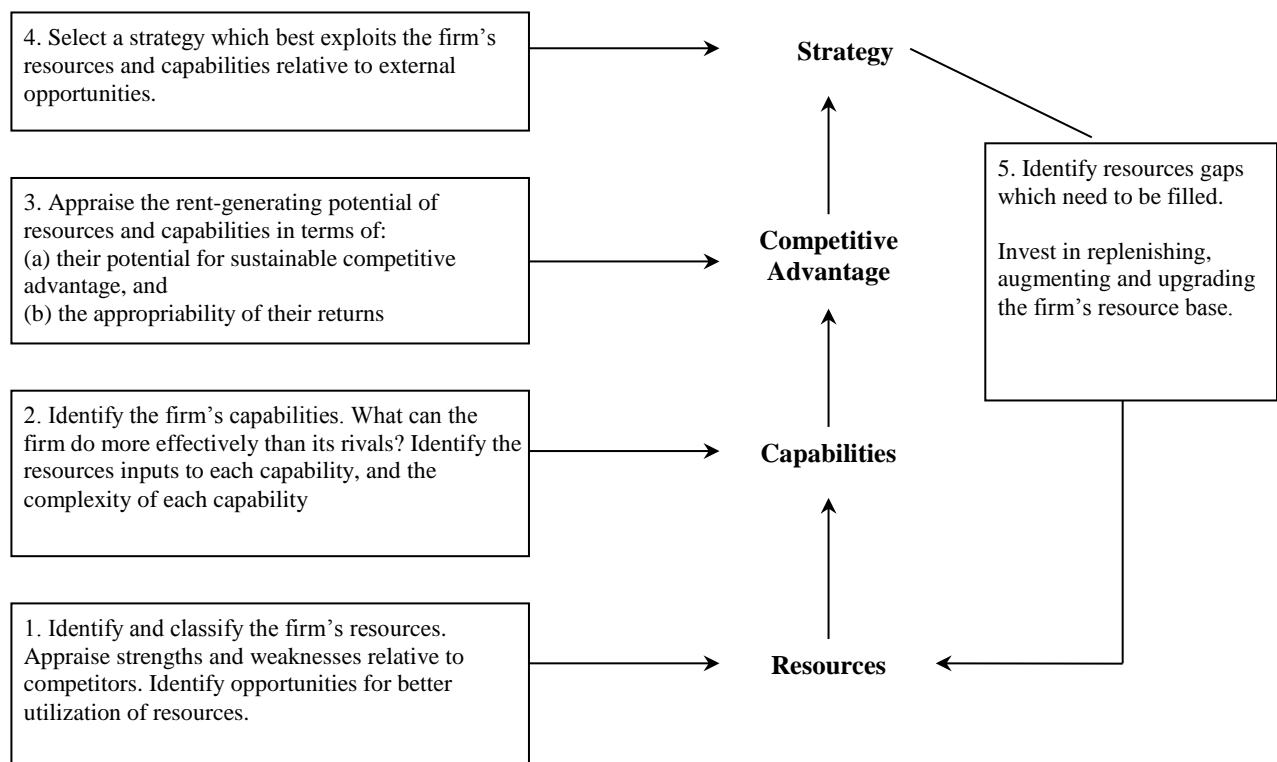 4. Select a strategy which best exploits the firm’s
resources and capabilities relative to external
opportunities.
Strategy
3. Appraise the rent-generating potential of
resources and capabilities in terms of:
(a) their potential for sustainable competitive
advantage, and
(b) the appropriability of their returns
Competitive
Advantage
5. Identify resources gaps
which need to be filled.
Invest in replenishing,
augmenting and upgrading
the firm’s resource base.
2. Identify the firm’s capabilities. What can the
firm do more effectively than its rivals? Identify the
resources inputs to each capability, and the
complexity of each capability
Capabilities
1. Identify and classify the firm’s resources.
Appraise strengths and weaknesses relative to
competitors. Identify opportunities for better
utilization of resources.
Resources